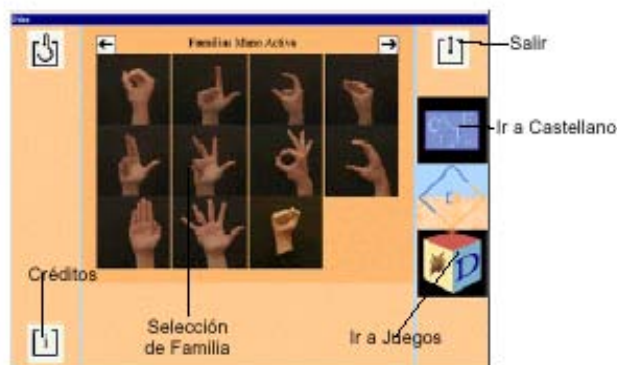 Familias Mano Activa
Salir
Ir a Castellano
Créditos
Selección
de Familia
Ir a Juegos
D